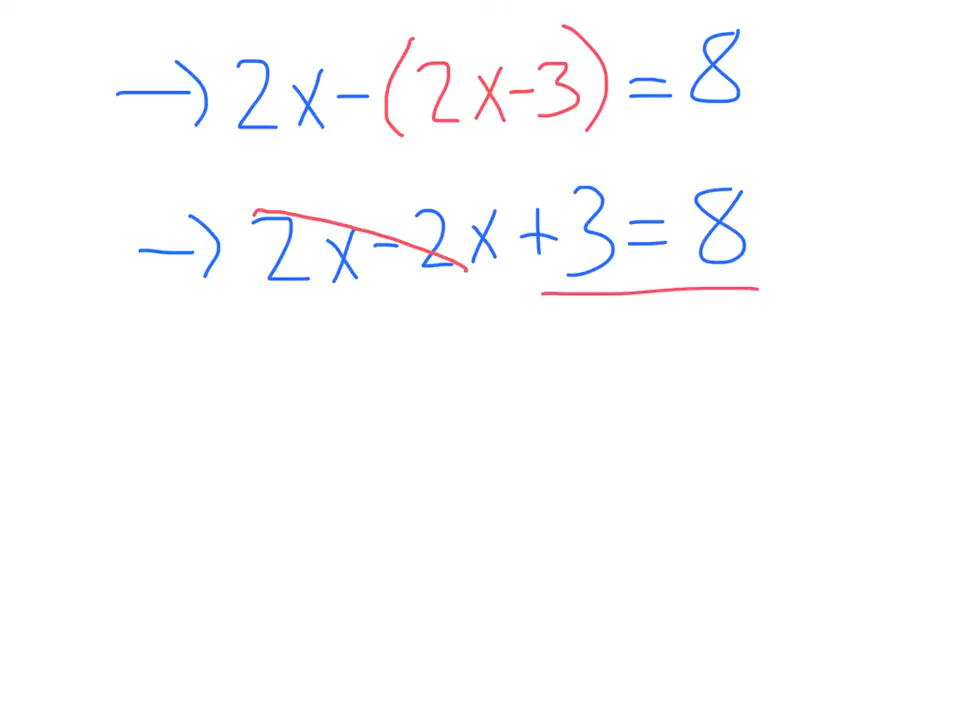 → 2x-(2x-3)=8
→ 2x-2x+3=8